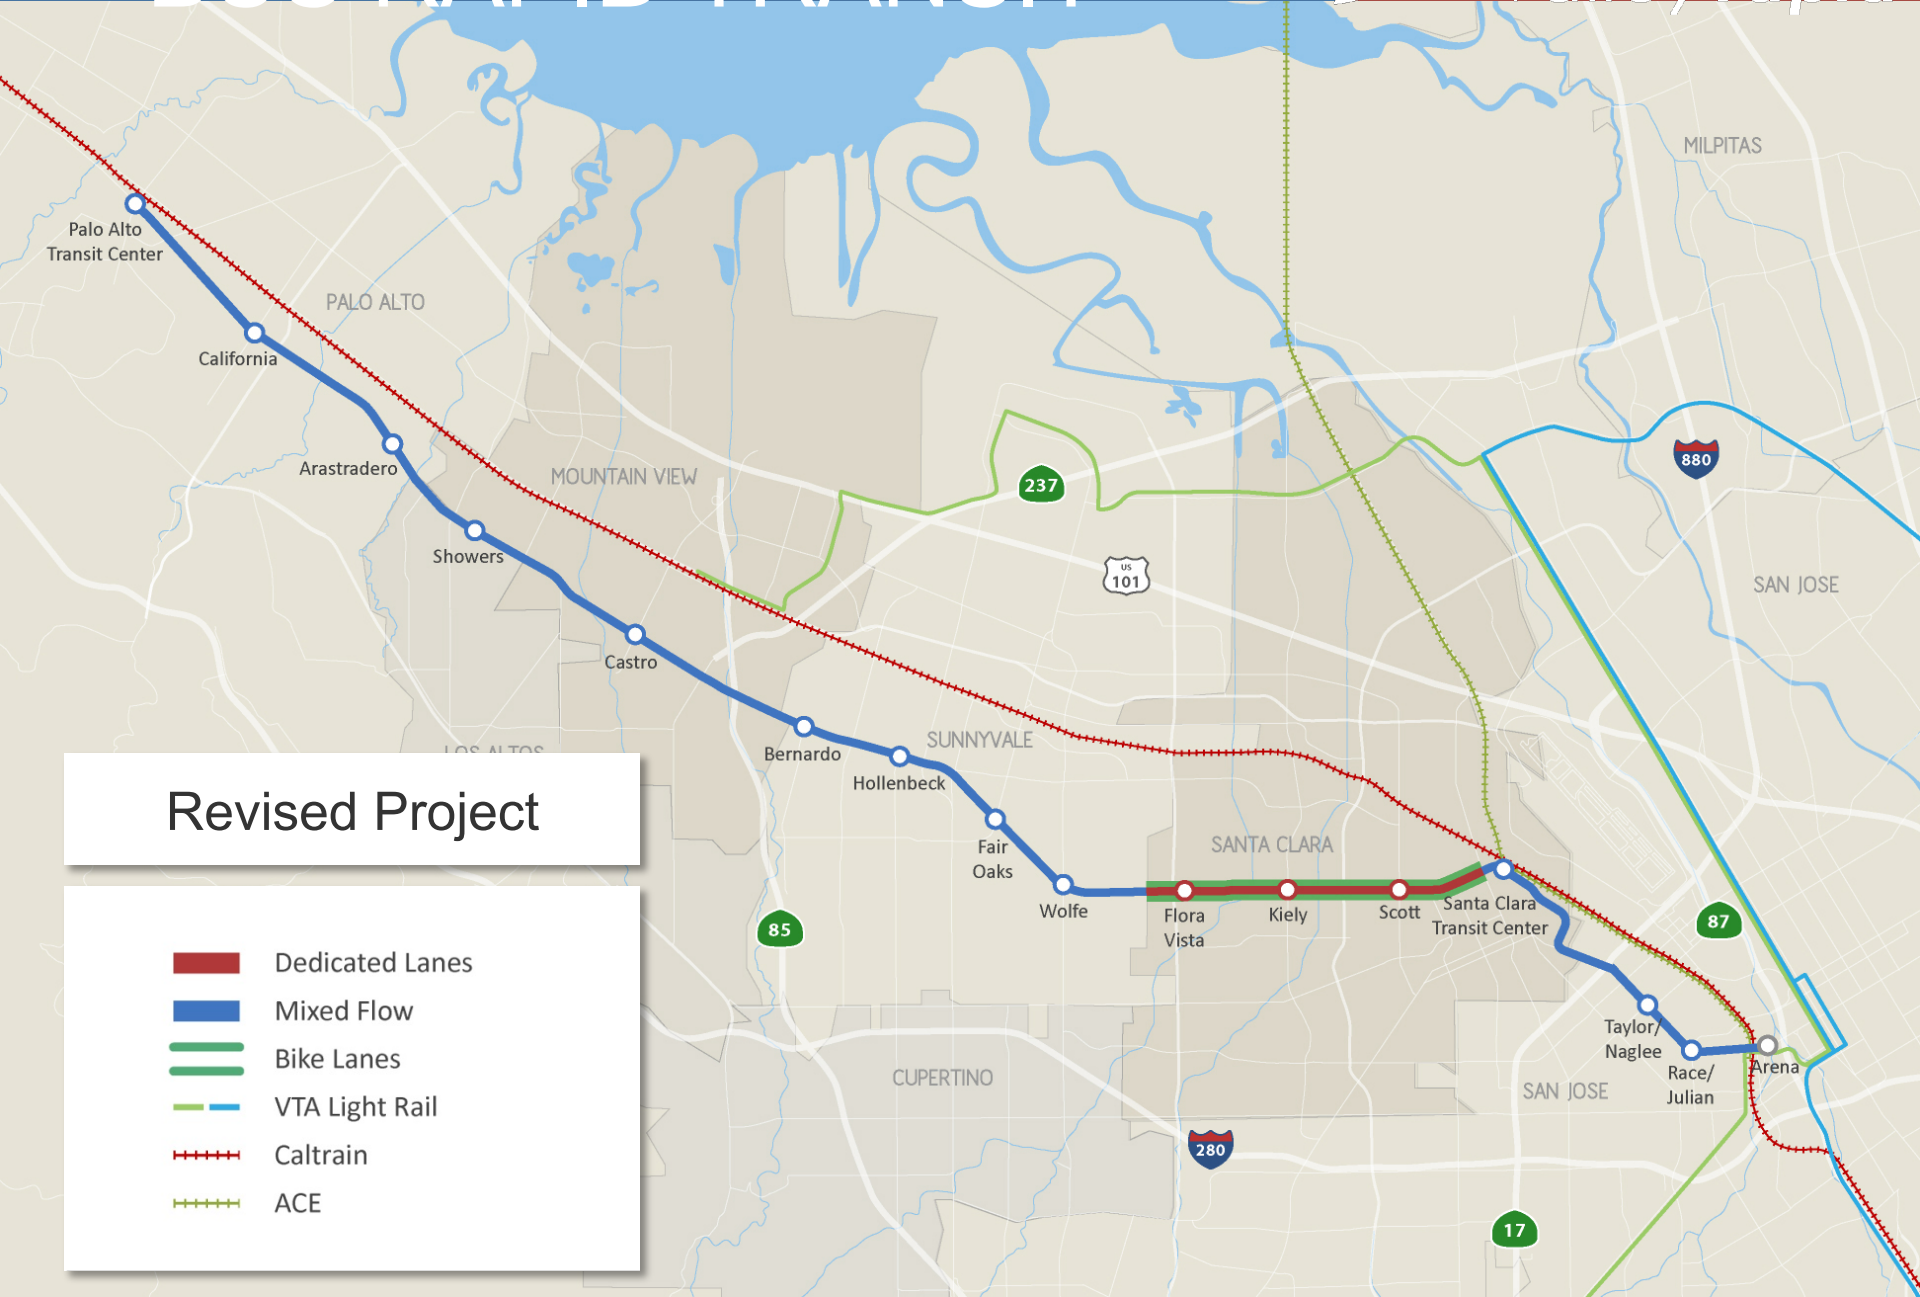 MILPITAS
Palo Alto
Transit Center
PALO ALTO
California
Arastradero
MOUNTAIN VIEW
237
880
Showers
US
101
SAN JOSE
Castro
SUNNYVALE
Bernardo
Hollenbeck
LOS ALTOS
Fair
Oaks
SANTA CLARA
Wolfe
Flora
Vista
Kiely
Scott
Santa Clara
Transit Center
85
87
Taylor/
Naglee
Race/
Julian
Arena
CUPERTINO
SAN JOSE
280
17
Revised Project
Dedicated Lanes
Mixed Flow
Bike Lanes
VTA Light Rail
Caltrain
ACE